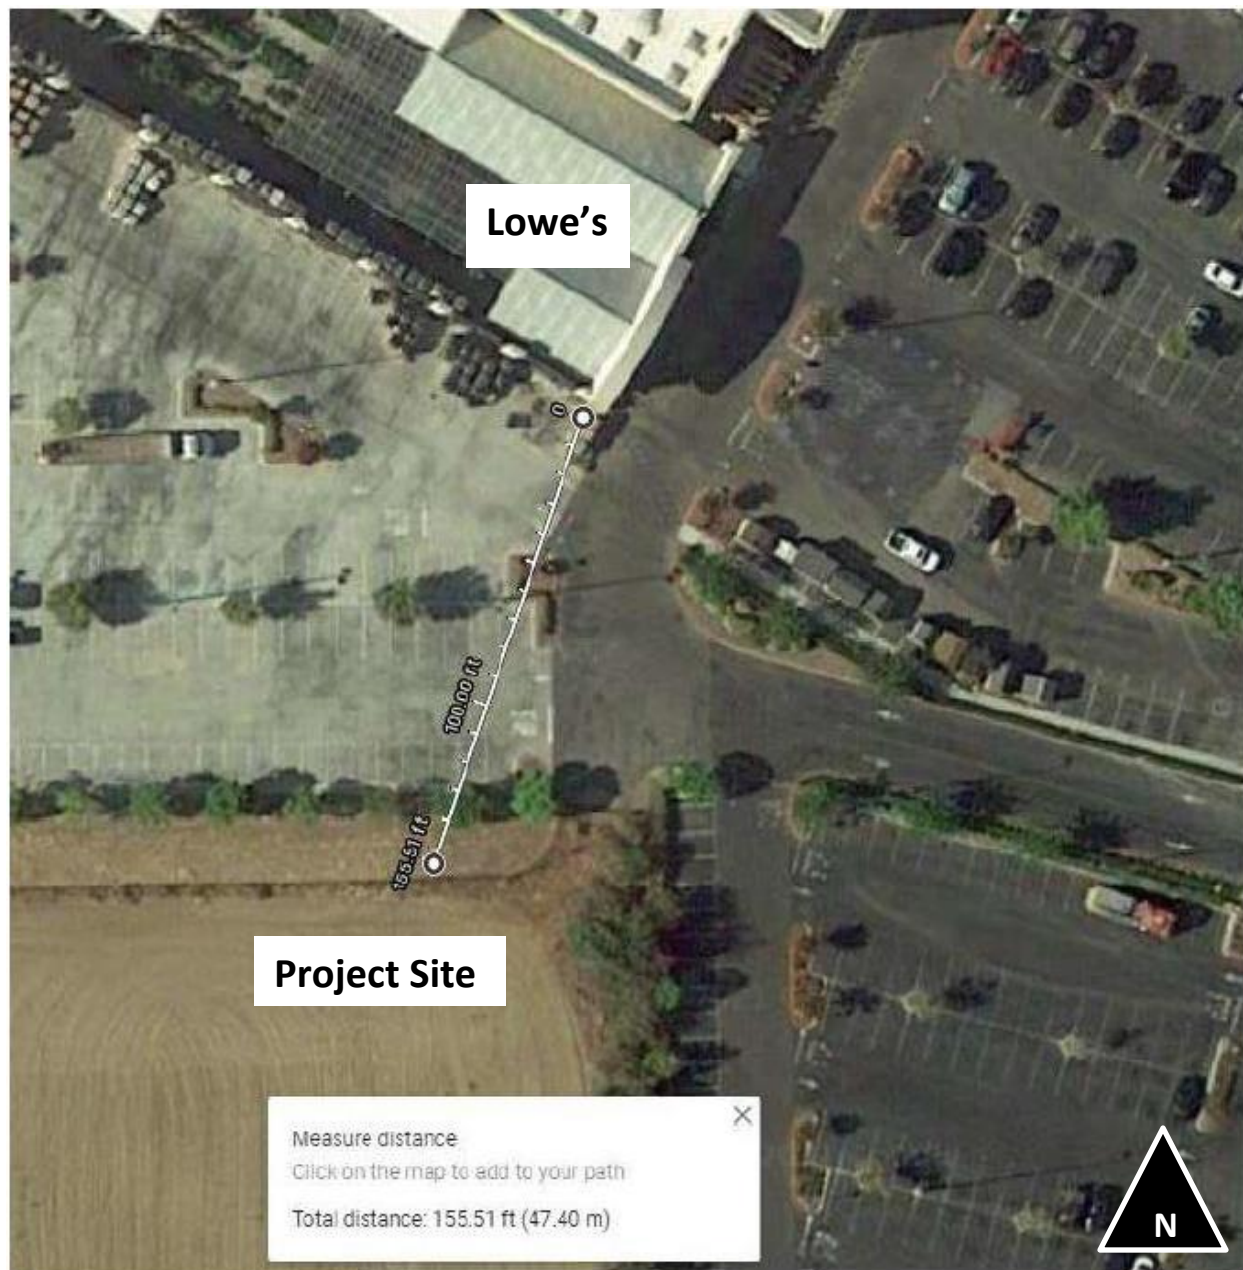 Lowe’s
0
100.00 ft
155.51 ft
Project Site
Measure distance
Click on the map to add to your path
Total distance: 155.51 ft (47.40 m)
N